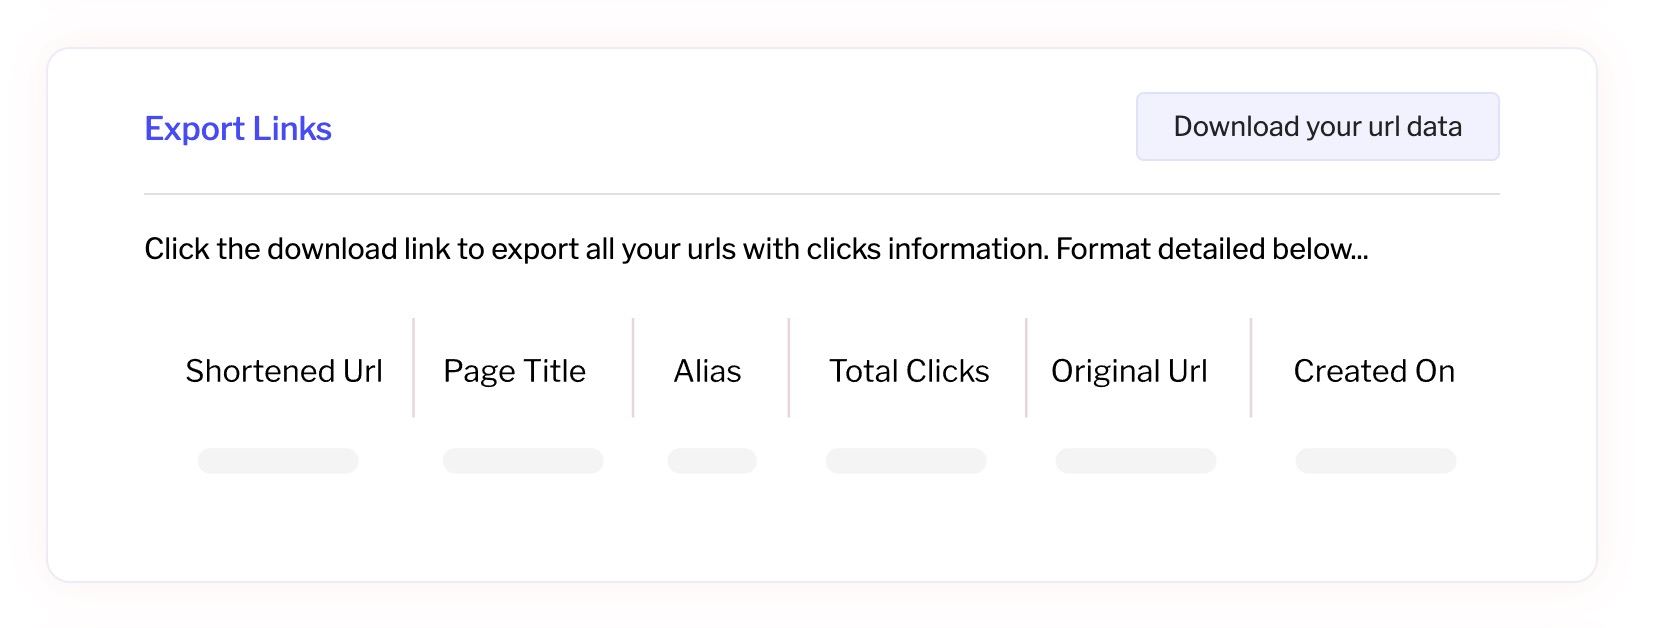 Export Links
Download your url data
Click the download link to export all your urls with clicks information. Format detailed below...
Shortened Url Page Title Alias Total Clicks Original Url Created On